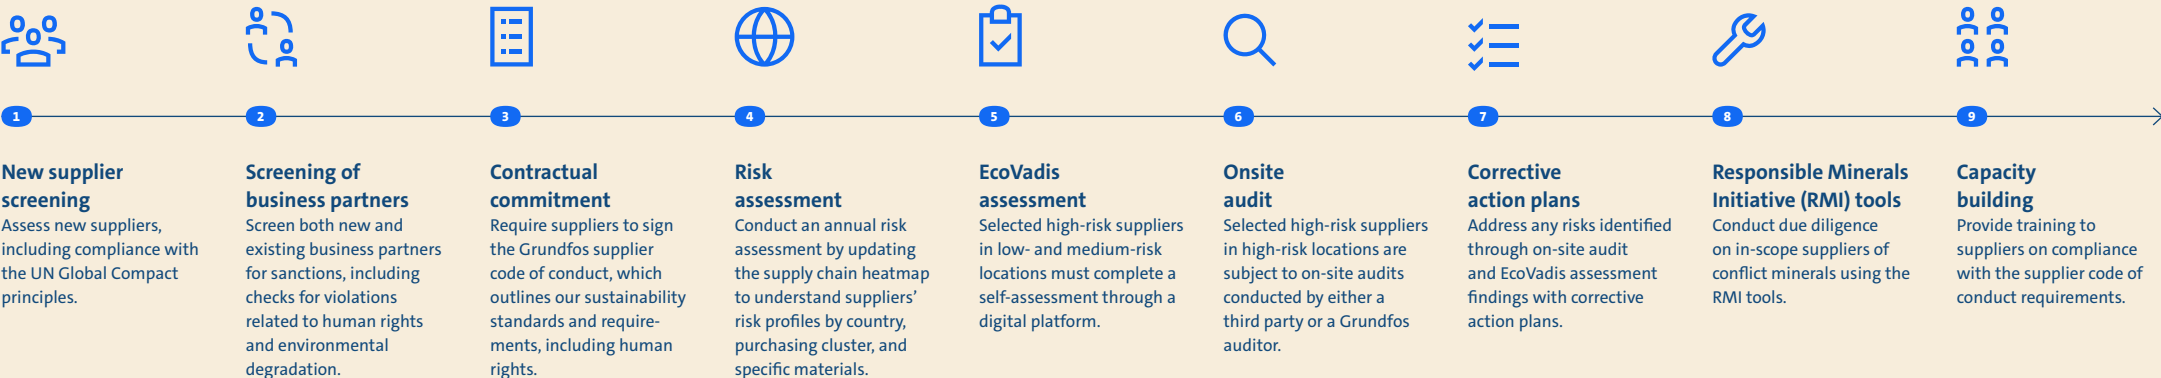 1
New supplier
screening
Assess new suppliers,
including compliance with
the UN Global Compact
principles.
2
Screening of
business partners
Screen both new and
existing business partners
for sanctions, including
checks for violations
related to human rights
and environmental
degradation.
3
Contractual
commitment
Require suppliers to sign
the Grundfos supplier
code of conduct, which
outlines our sustainability
standards and require-
ments, including human
rights.
4
Risk
assessment
Conduct an annual risk
assessment by updating
the supply chain heatmap
to understand suppliers’
risk profiles by country,
purchasing cluster, and
specific materials.
5
EcoVadis
assessment
Selected high-risk suppliers
in low- and medium-risk
locations must complete a
self-assessment through a
digital platform.
6
Onsite
audit
Selected high-risk suppliers
in high-risk locations are
subject to on-site audits
conducted by either a
third party or a Grundfos
auditor.
7
Corrective
action plans
Address any risks identified
through on-site audit
and EcoVadis assessment
findings with corrective
action plans.
8
Responsible Minerals
Initiative (RMI) tools
Conduct due diligence
on in-scope suppliers of
conflict minerals using the
RMI tools.
9
Capacity
building
Provide training to
suppliers on compliance
with the supplier code of
conduct requirements.